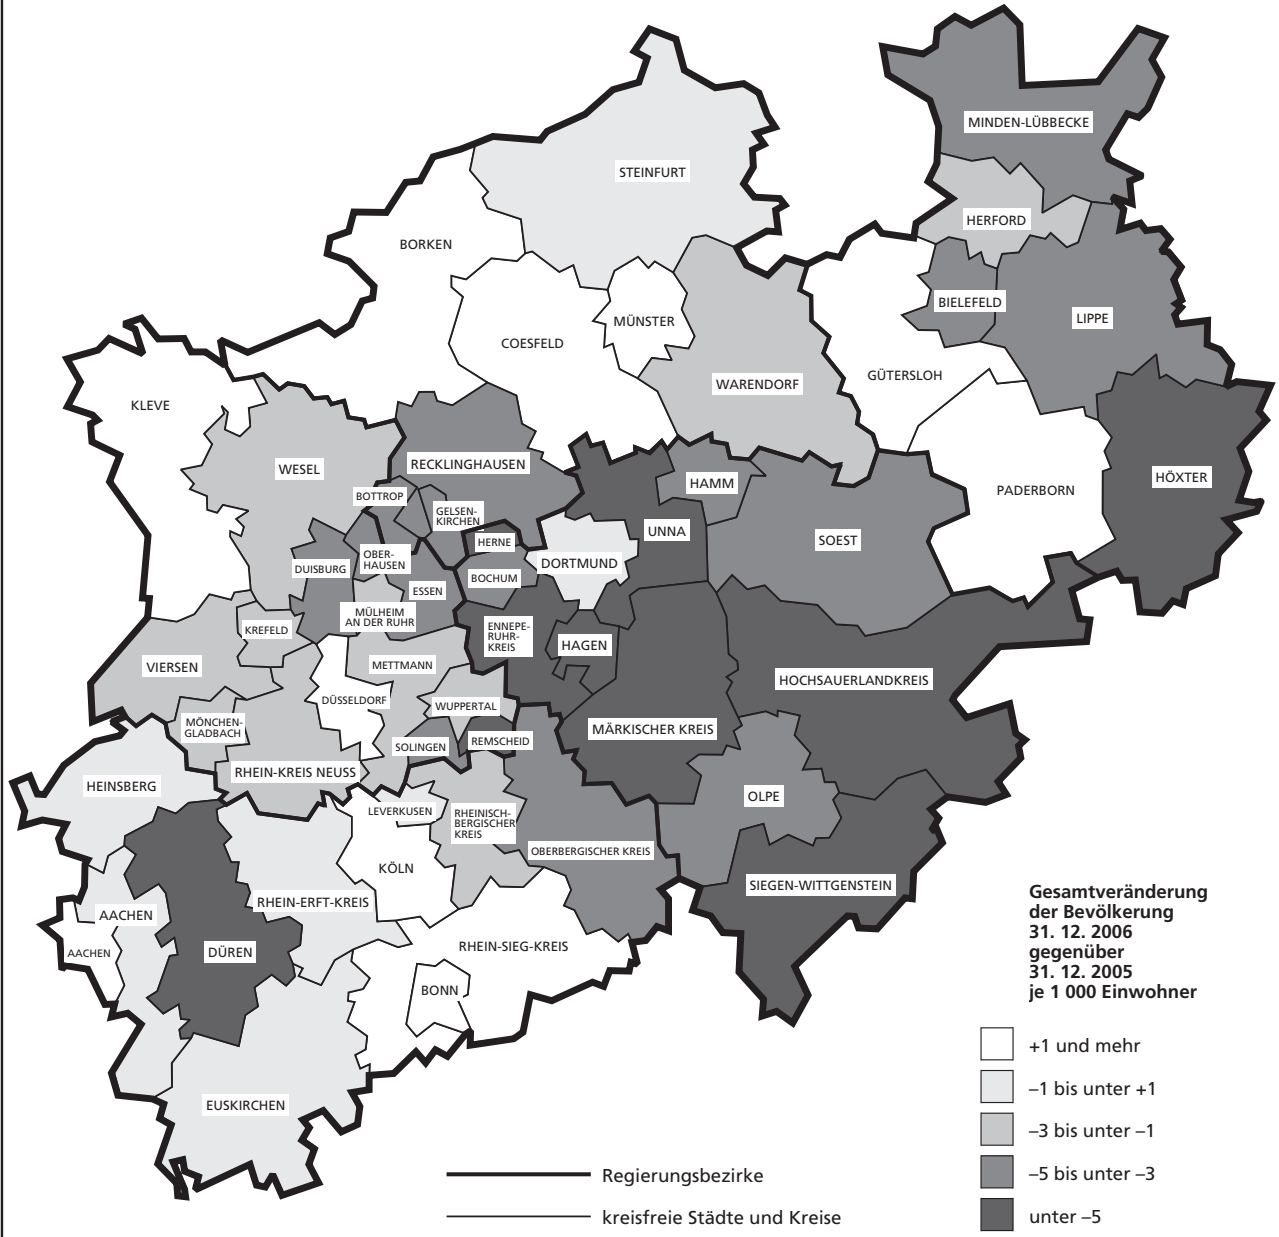 MINDEN-LÜBBECKE
STEINFURT
HERFORD
BORKEN
BIELEFELD
LIPPE
MÜNSTER
COESFELD
GÜTERSLOH
WARENDORF
KLEVE
RECKLINGHAUSEN
WESEL
HÖXTER
HAMM
PADERBORN
BOTTROP
GELSEN-
KIRCHEN
UNNA
SOEST
HERNE
OBER-
HAUSEN
DORTMUND
DUISBURG
BOCHUM
ESSEN
MÜLHEIM
AN DER RUHR
KREFELD
ENNEPE-
RUHR-
KREIS
HAGEN
METTMANN
VIERSEN
HOCHSAUERLANDKREIS
DÜSSELDORF
WUPPERTAL
MÖNCHEN-
GLADBACH
MÄRKISCHER KREIS
REMSCHEID
SOLINGEN
RHEIN-KREIS NEUSS
HEINSBERG
OLPE
LEVERKUSEN
RHEINISCH-
BERGISCHER
KREIS
OBERBERGISCHER KREIS
KÖLN
SIEGEN-WITTGENSTEIN
RHEIN-ERFT-KREIS
AACHEN
RHEIN-SIEG-KREIS
AACHEN
DÜREN
BONN
EUSKIRCHEN
Gesamtveränderung
der Bevölkerung
31. 12. 2006
gegenüber
31. 12. 2005
je 1 000 Einwohner
+1 und mehr
–1 bis unter +1
–3 bis unter –1
–5 bis unter –3
unter –5
Regierungsbezirke
kreisfreie Städte und Kreise